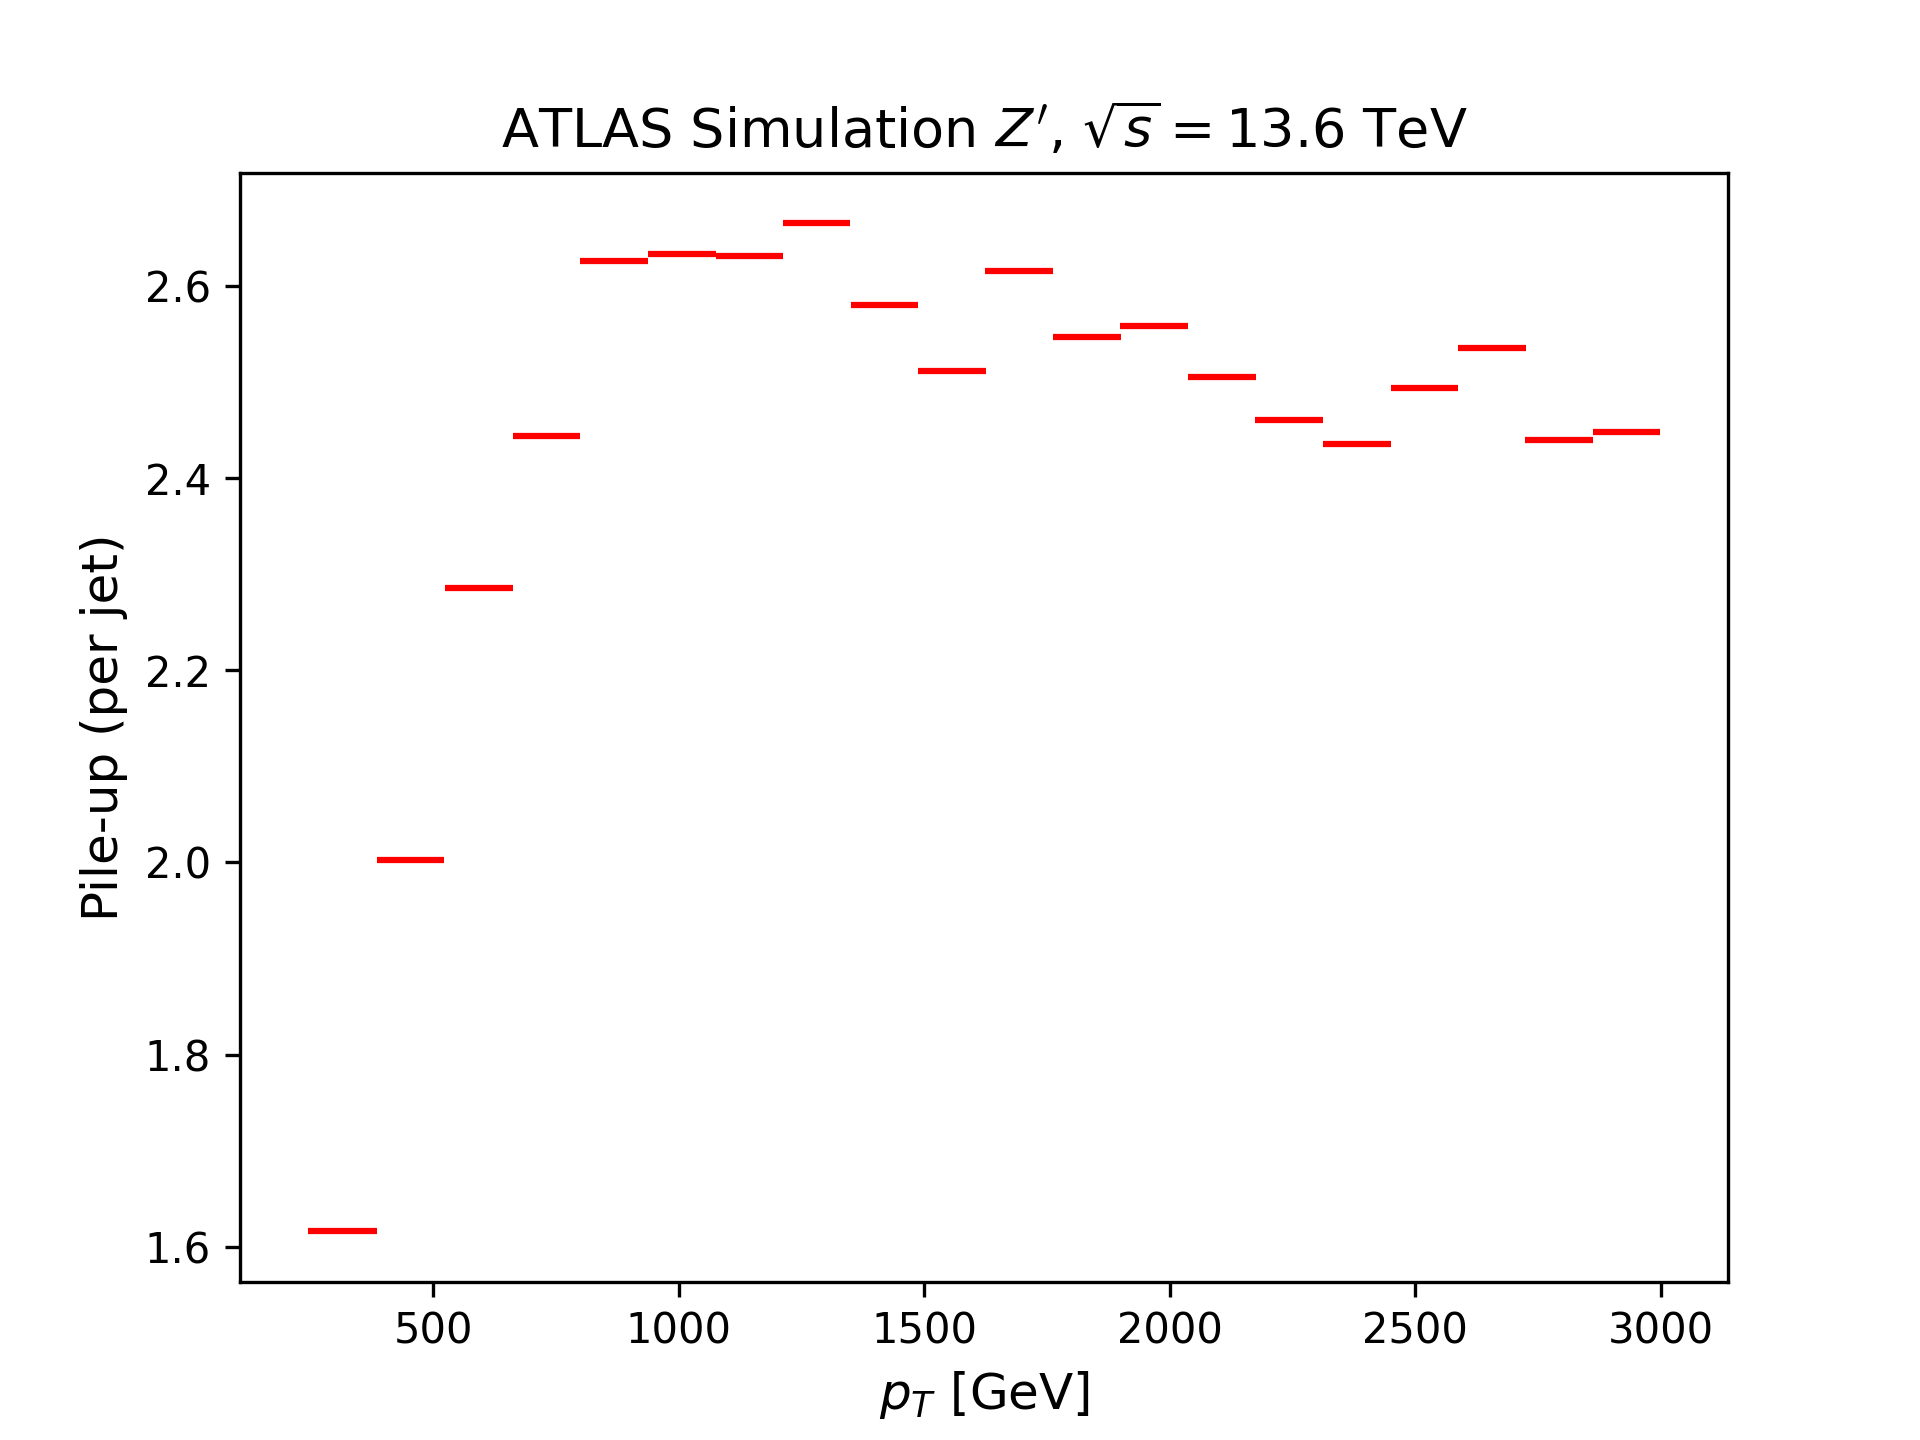 ATLAS Simulation Z′, √s = 13.6 TeV
Pile-up (per jet)
2.6
2.4
2.2
2.0
1.8
1.6
500 1000 1500 2000 2500 3000
p_T [GeV]